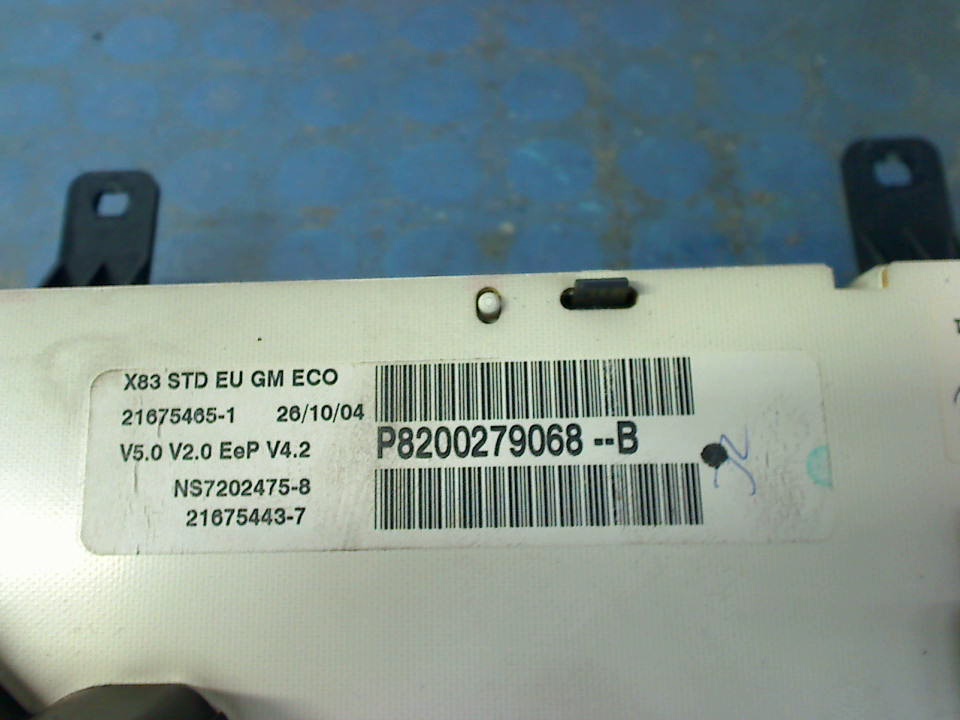 X83 STD EU GM ECO
21675465-1 26/10/04
V5.0 V2.0 EeP V4.2
NS7202475-8
21675443-7
P8200279068 --B